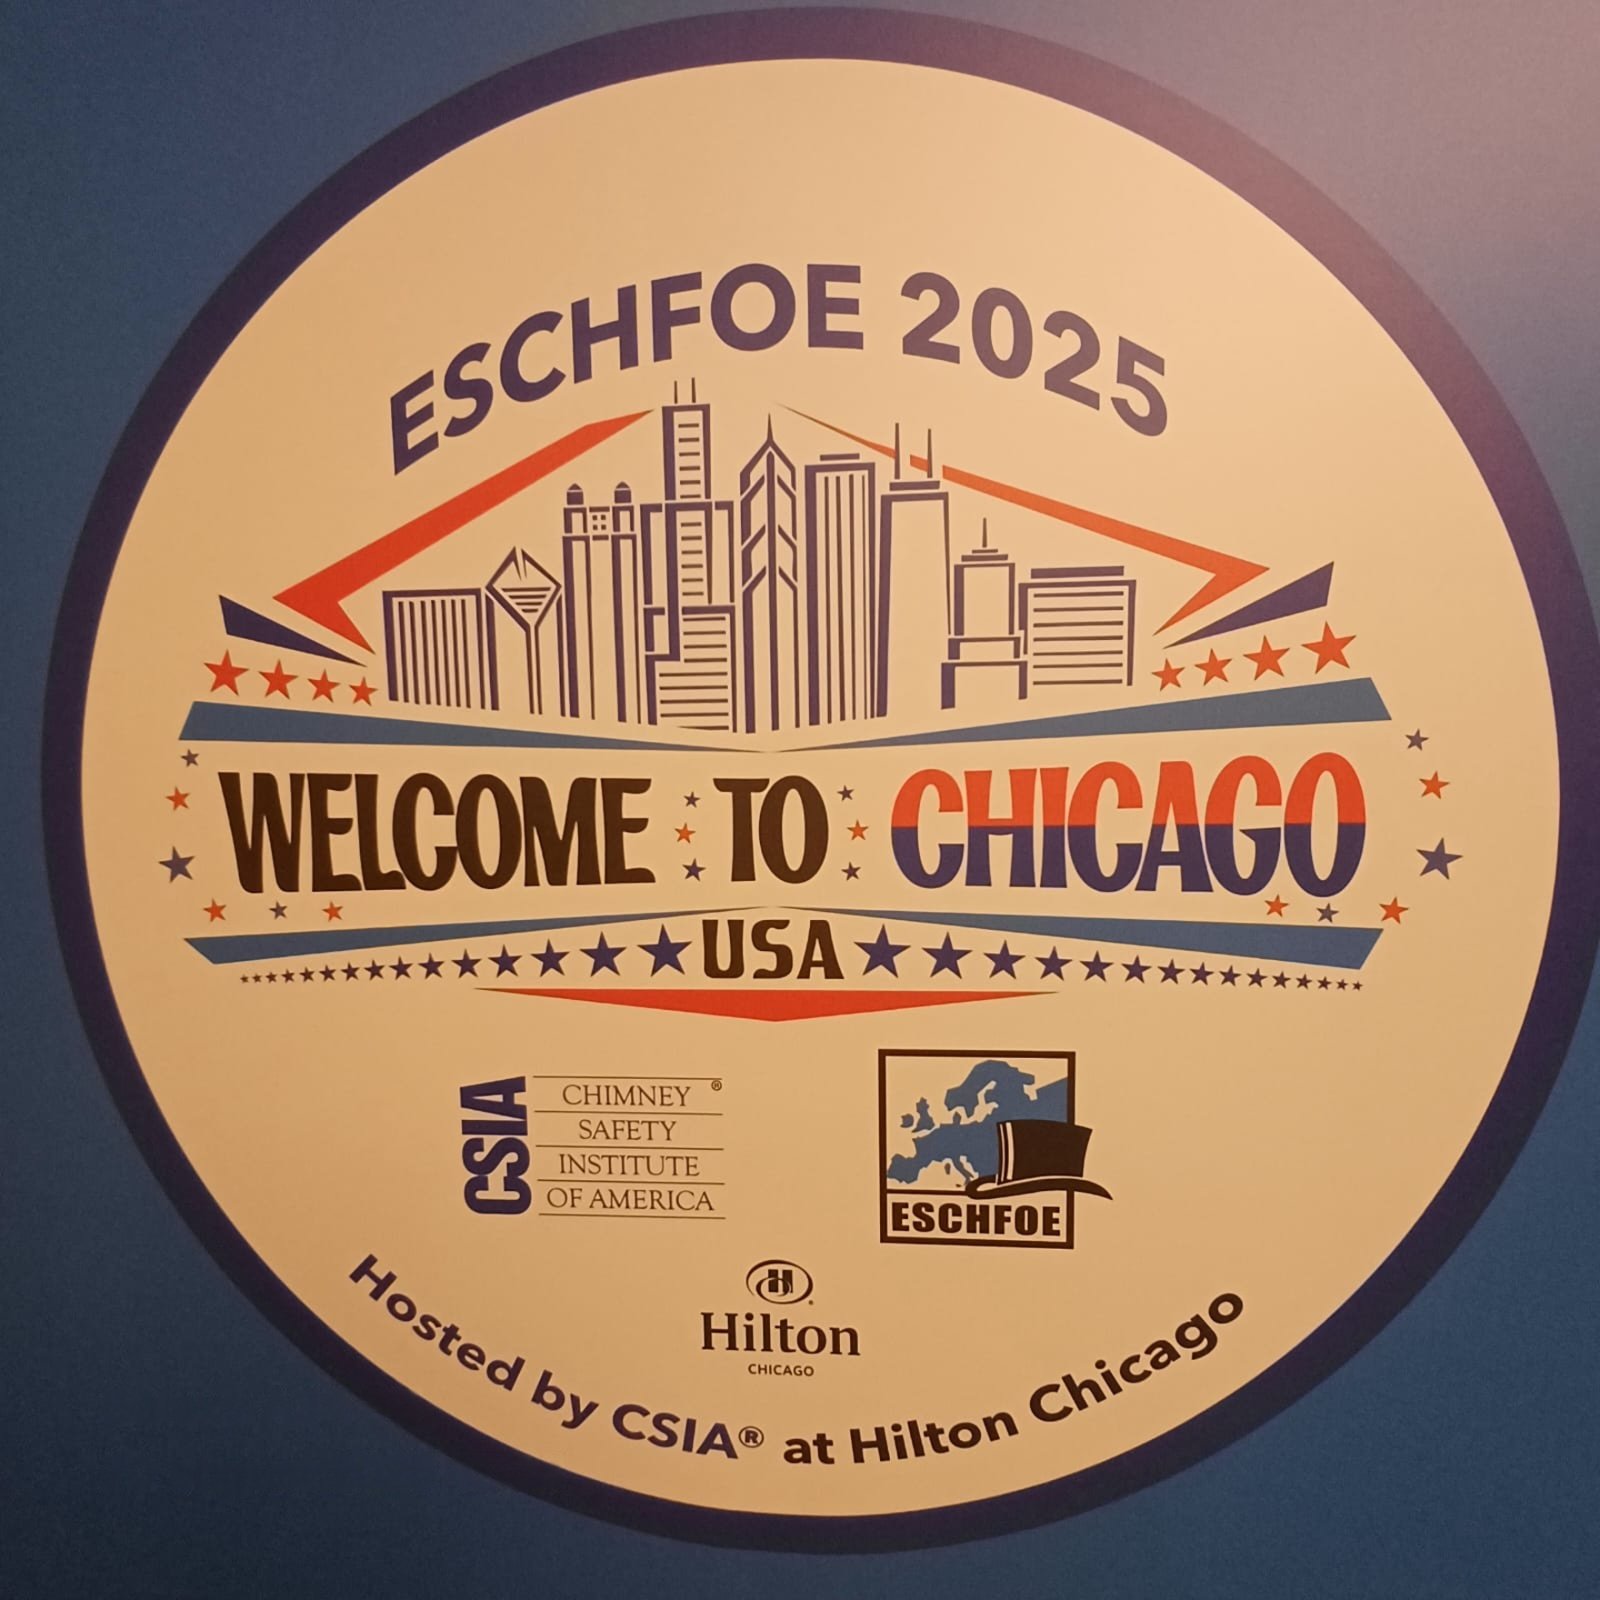 ESCHFOE 2025
WELCOME TO CHICAGO
USA
CSIA
CHIMNEY ®
SAFETY
INSTITUTE
OF AMERICA
ESCHFOE
H
Hilton
CHICAGO
Hosted by CSIA® at Hilton Chicago